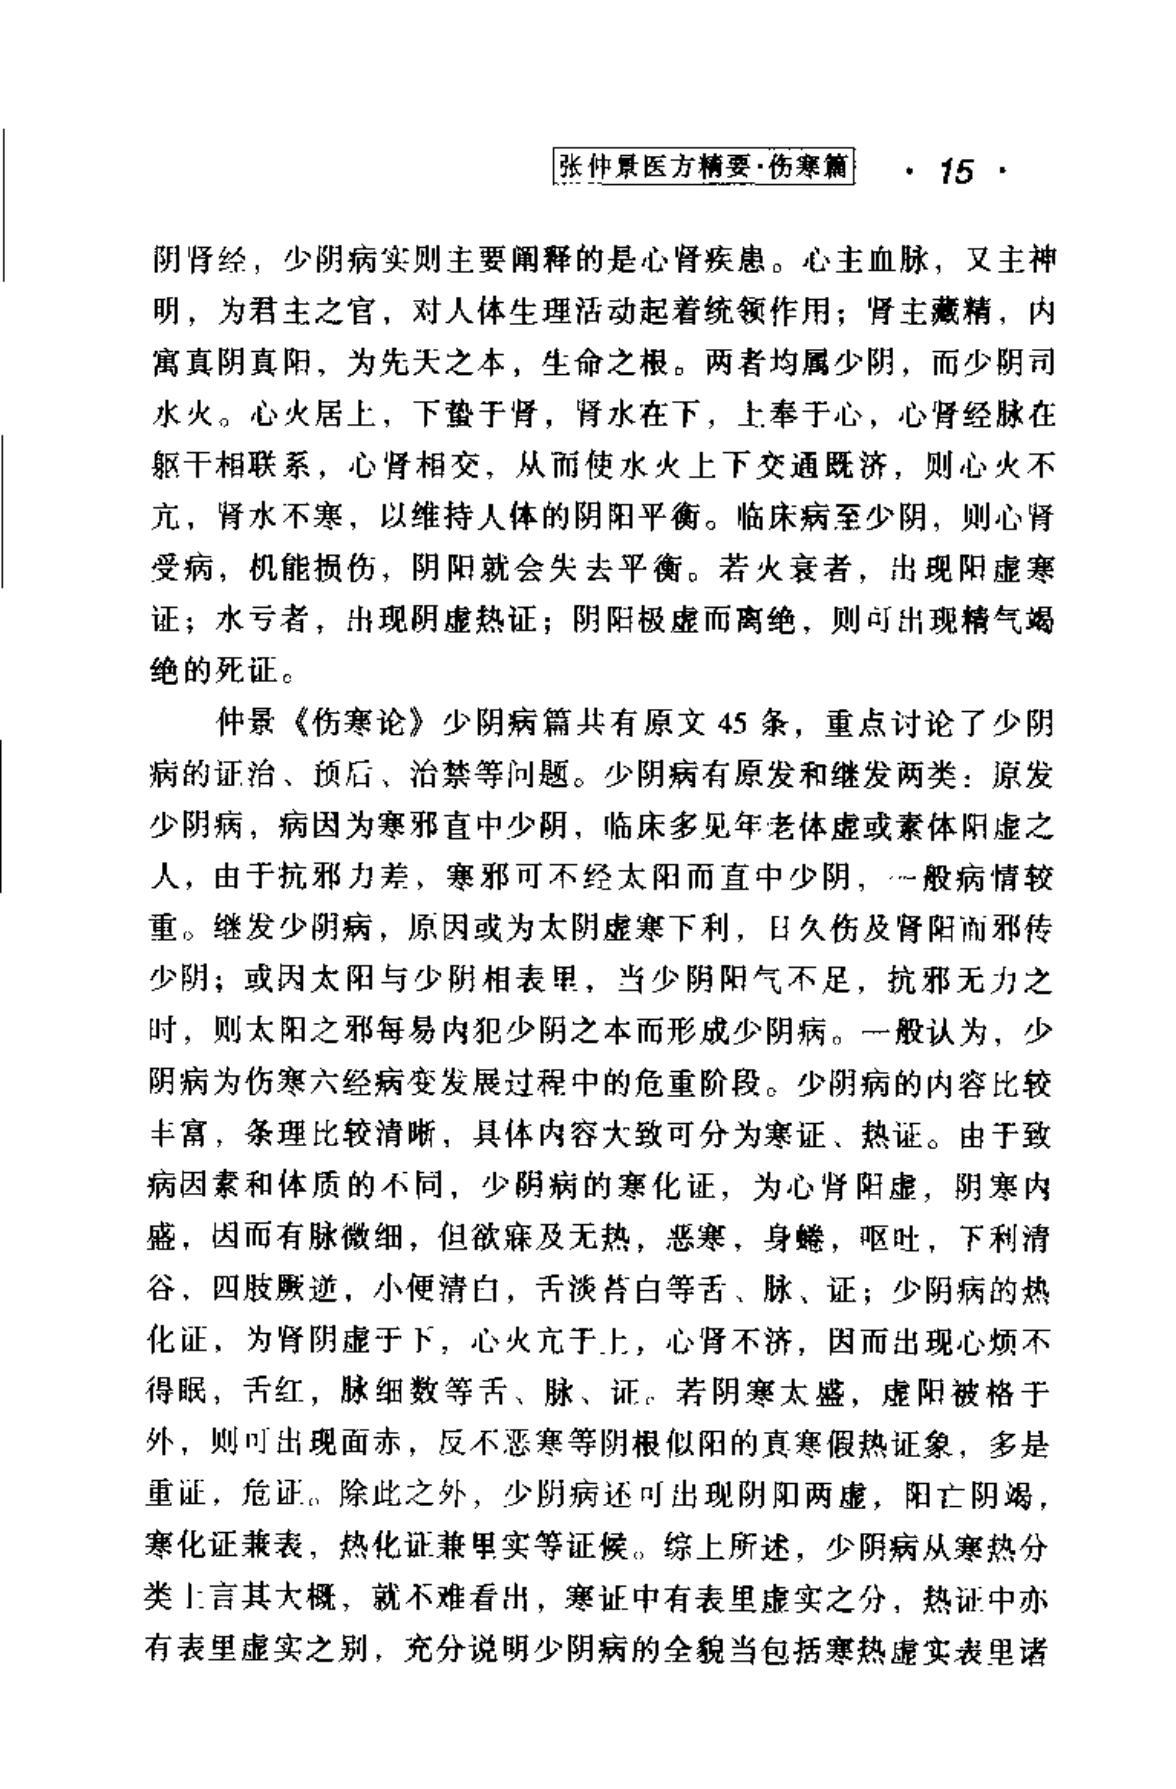 张仲景医方精要·伤寒篇 · 15 ·
阴肾经，少阴病实则主要阐释的是心肾疾患。心主血脉，又主神
明，为君主之官，对人体生理活动起着统领作用；肾主藏精，内
寓真阴真阳，为先天之本，生命之根。两者均属少阴，而少阴司
水火。心火居上，下蛰于肾，肾水在下，上奉于心，心肾经脉在
躯干相联系，心肾相交，从而使水火上下交通既济，则心火不
亢，肾水不寒，以维持人体的阴阳平衡。临床病至少阴，则心肾
受病，机能损伤，阴阳就会失去平衡。若火衰者，出现阳虚寒
证；水亏者，出现阴虚热证；阴阳极虚而离绝，则可出现精气竭
绝的死证。
仲景《伤寒论》少阴病篇共有原文 45 条，重点讨论了少阴
病的证治、预后、治禁等问题。少阴病有原发和继发两类：原发
少阴病，病因为寒邪直中少阴，临床多见年老体虚或素体阳虚之
人，由于抗邪力差，寒邪可不经太阳而直中少阴，一般病情较
重。继发少阴病，原因或为太阴虚寒下利，日久伤及肾阳而邪传
少阴；或因太阳与少阴相表里，当少阴阳气不足，抗邪无力之
时，则太阳之邪每易内犯少阴之本而形成少阴病。一般认为，少
阴病为伤寒六经病变发展过程中的危重阶段。少阴病的内容比较
丰富，条理比较清晰，具体内容大致可分为寒证、热证。由于致
病因素和体质的不同，少阴病的寒化证，为心肾阳虚，阴寒内
盛，因而有脉微细，但欲寐及无热，恶寒，身蜷，呕吐，下利清
谷，四肢厥逆，小便清白，舌淡苔白等舌、脉、证；少阴病的热
化证，为肾阴虚于下，心火亢于上，心肾不济，因而出现心烦不
得眠，舌红，脉细数等舌、脉、证。若阴寒太盛，虚阳被格于
外，则可出现面赤，反不恶寒等阴根似阳的真寒假热证象，多是
重证，危证。除此之外，少阴病还可出现阴阳两虚，阳亡阴竭，
寒化证兼表，热化证兼里实等证候。综上所述，少阴病从寒热分
类上言其大概，就不难看出，寒证中有表里虚实之分，热证中亦
有表里虚实之别，充分说明少阴病的全貌当包括寒热虚实表里诸